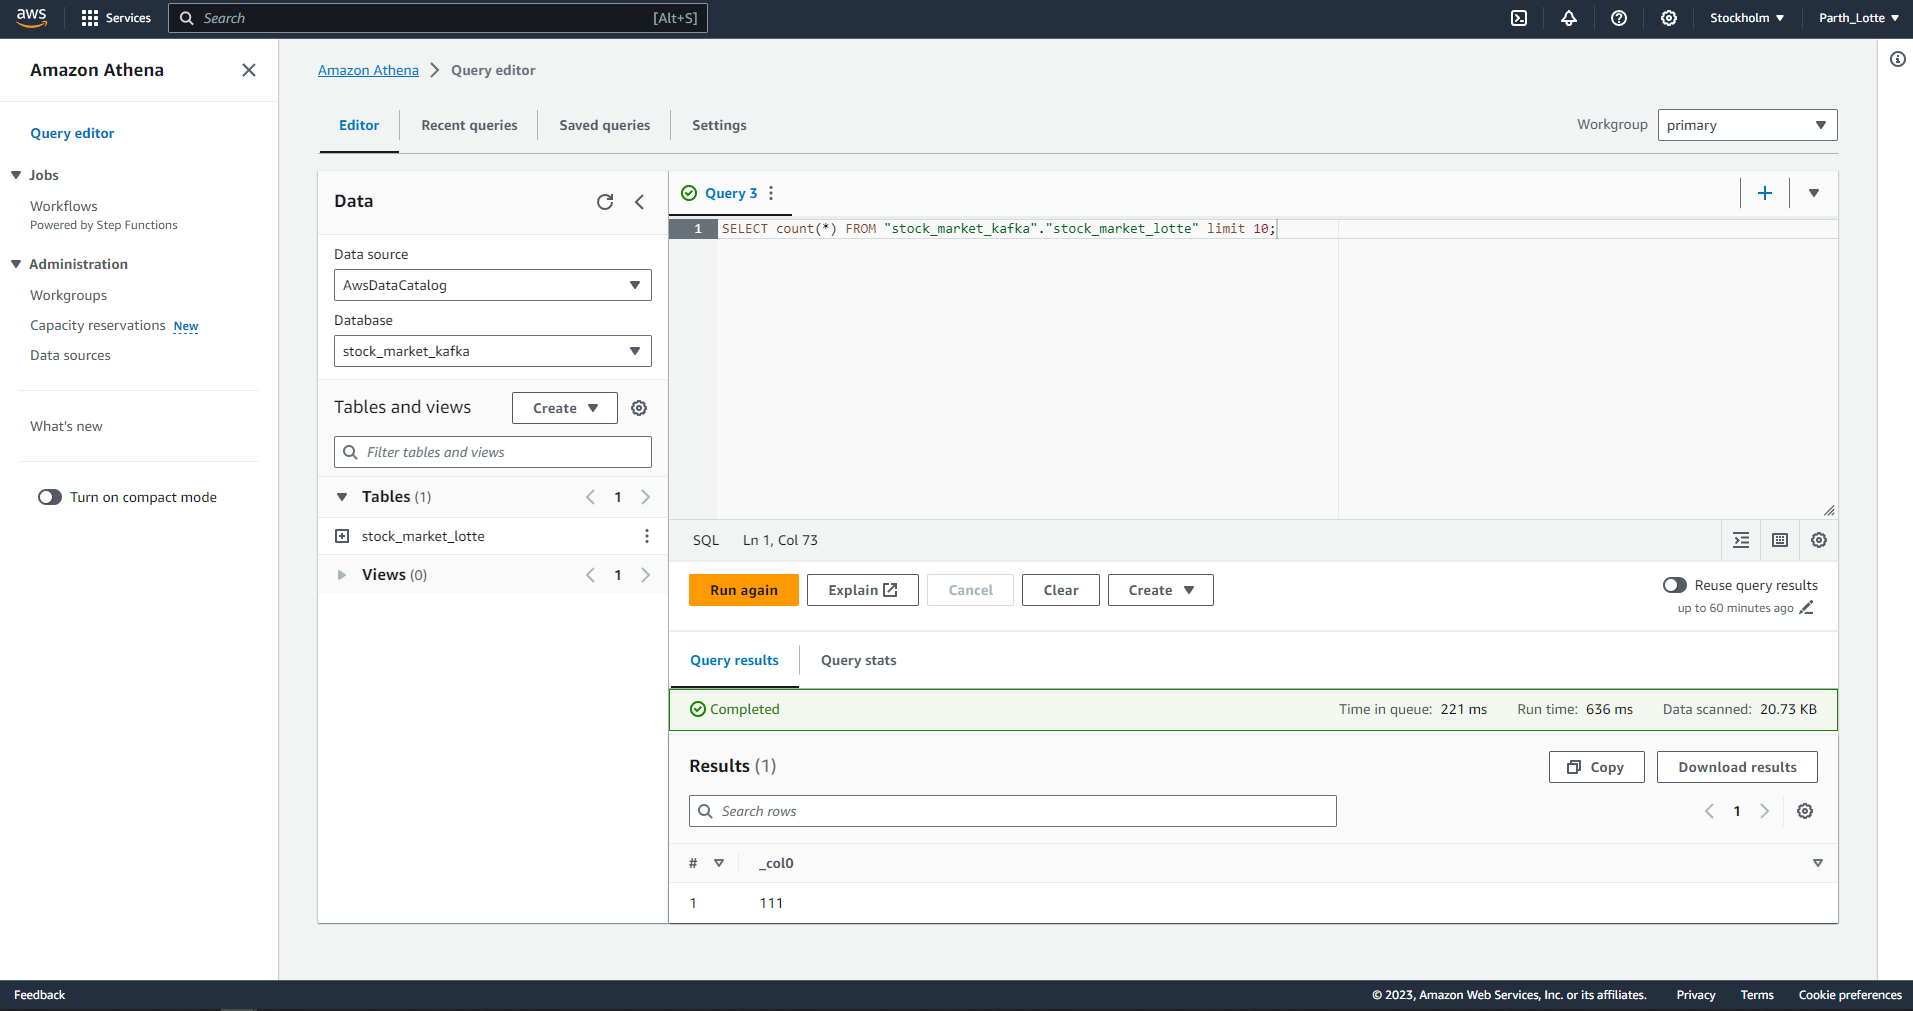 aws
Services
Search
[Alt+S]
Stockholm
Parth_Lotte
Amazon Athena
Query editor
Jobs
Workflows
Powered by Step Functions
Administration
Workgroups
Capacity reservations New
Data sources
What's new
Turn on compact mode
Amazon Athena
Query editor
Editor
Recent queries
Saved queries
Settings
Workgroup
primary
Data
Data source
AwsDataCatalog
Database
stock_market_kafka
Tables and views
Create
Filter tables and views
Tables (1)
1
stock_market_lotte
Views (0)
1
Query 3
1 SELECT count(*) FROM "stock_market_kafka"."stock_market_lotte" limit 10;
SQL
Ln 1, Col 73
Run again
Explain
Cancel
Clear
Create
Reuse query results
up to 60 minutes ago
Query results
Query stats
Completed
Time in queue: 221 ms
Run time: 636 ms
Data scanned: 20.73 KB
Results (1)
Copy
Download results
Search rows
1
# _col0
1 111
Feedback
© 2023, Amazon Web Services, Inc. or its affiliates.
Privacy
Terms
Cookie preferences